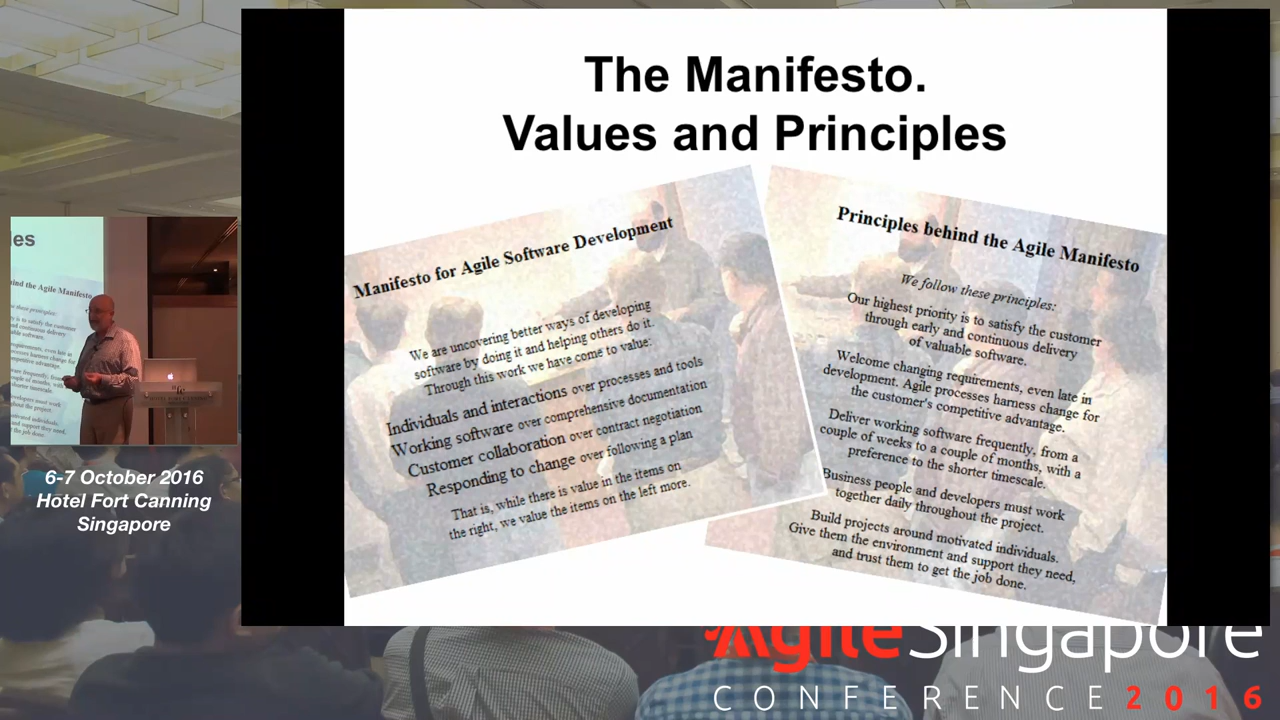 The Manifesto.
Values and Principles
Manifesto for Agile Software Development
We are uncovering better ways of developing
software by doing it and helping others do it.
Through this work we have come to value:
Individuals and interactions over processes and tools
Working software over comprehensive documentation
Customer collaboration over contract negotiation
Responding to change over following a plan
That is, while there is value in the items on
the right, we value the items on the left more.
Principles behind the Agile Manifesto
We follow these principles:
Our highest priority is to satisfy the customer
through early and continuous delivery
of valuable software.
Welcome changing requirements, even late in
development. Agile processes harness change for
the customer's competitive advantage.
Deliver working software frequently, from a
couple of weeks to a couple of months, with a
preference to the shorter timescale.
Business people and developers must work
together daily throughout the project.
Build projects around motivated individuals.
Give them the environment and support they need,
and trust them to get the job done.
les
ind the Agile Manifesto
6-7 October 2016
Hotel Fort Canning
Singapore
AgileSingapore
CONFERENCE 2016